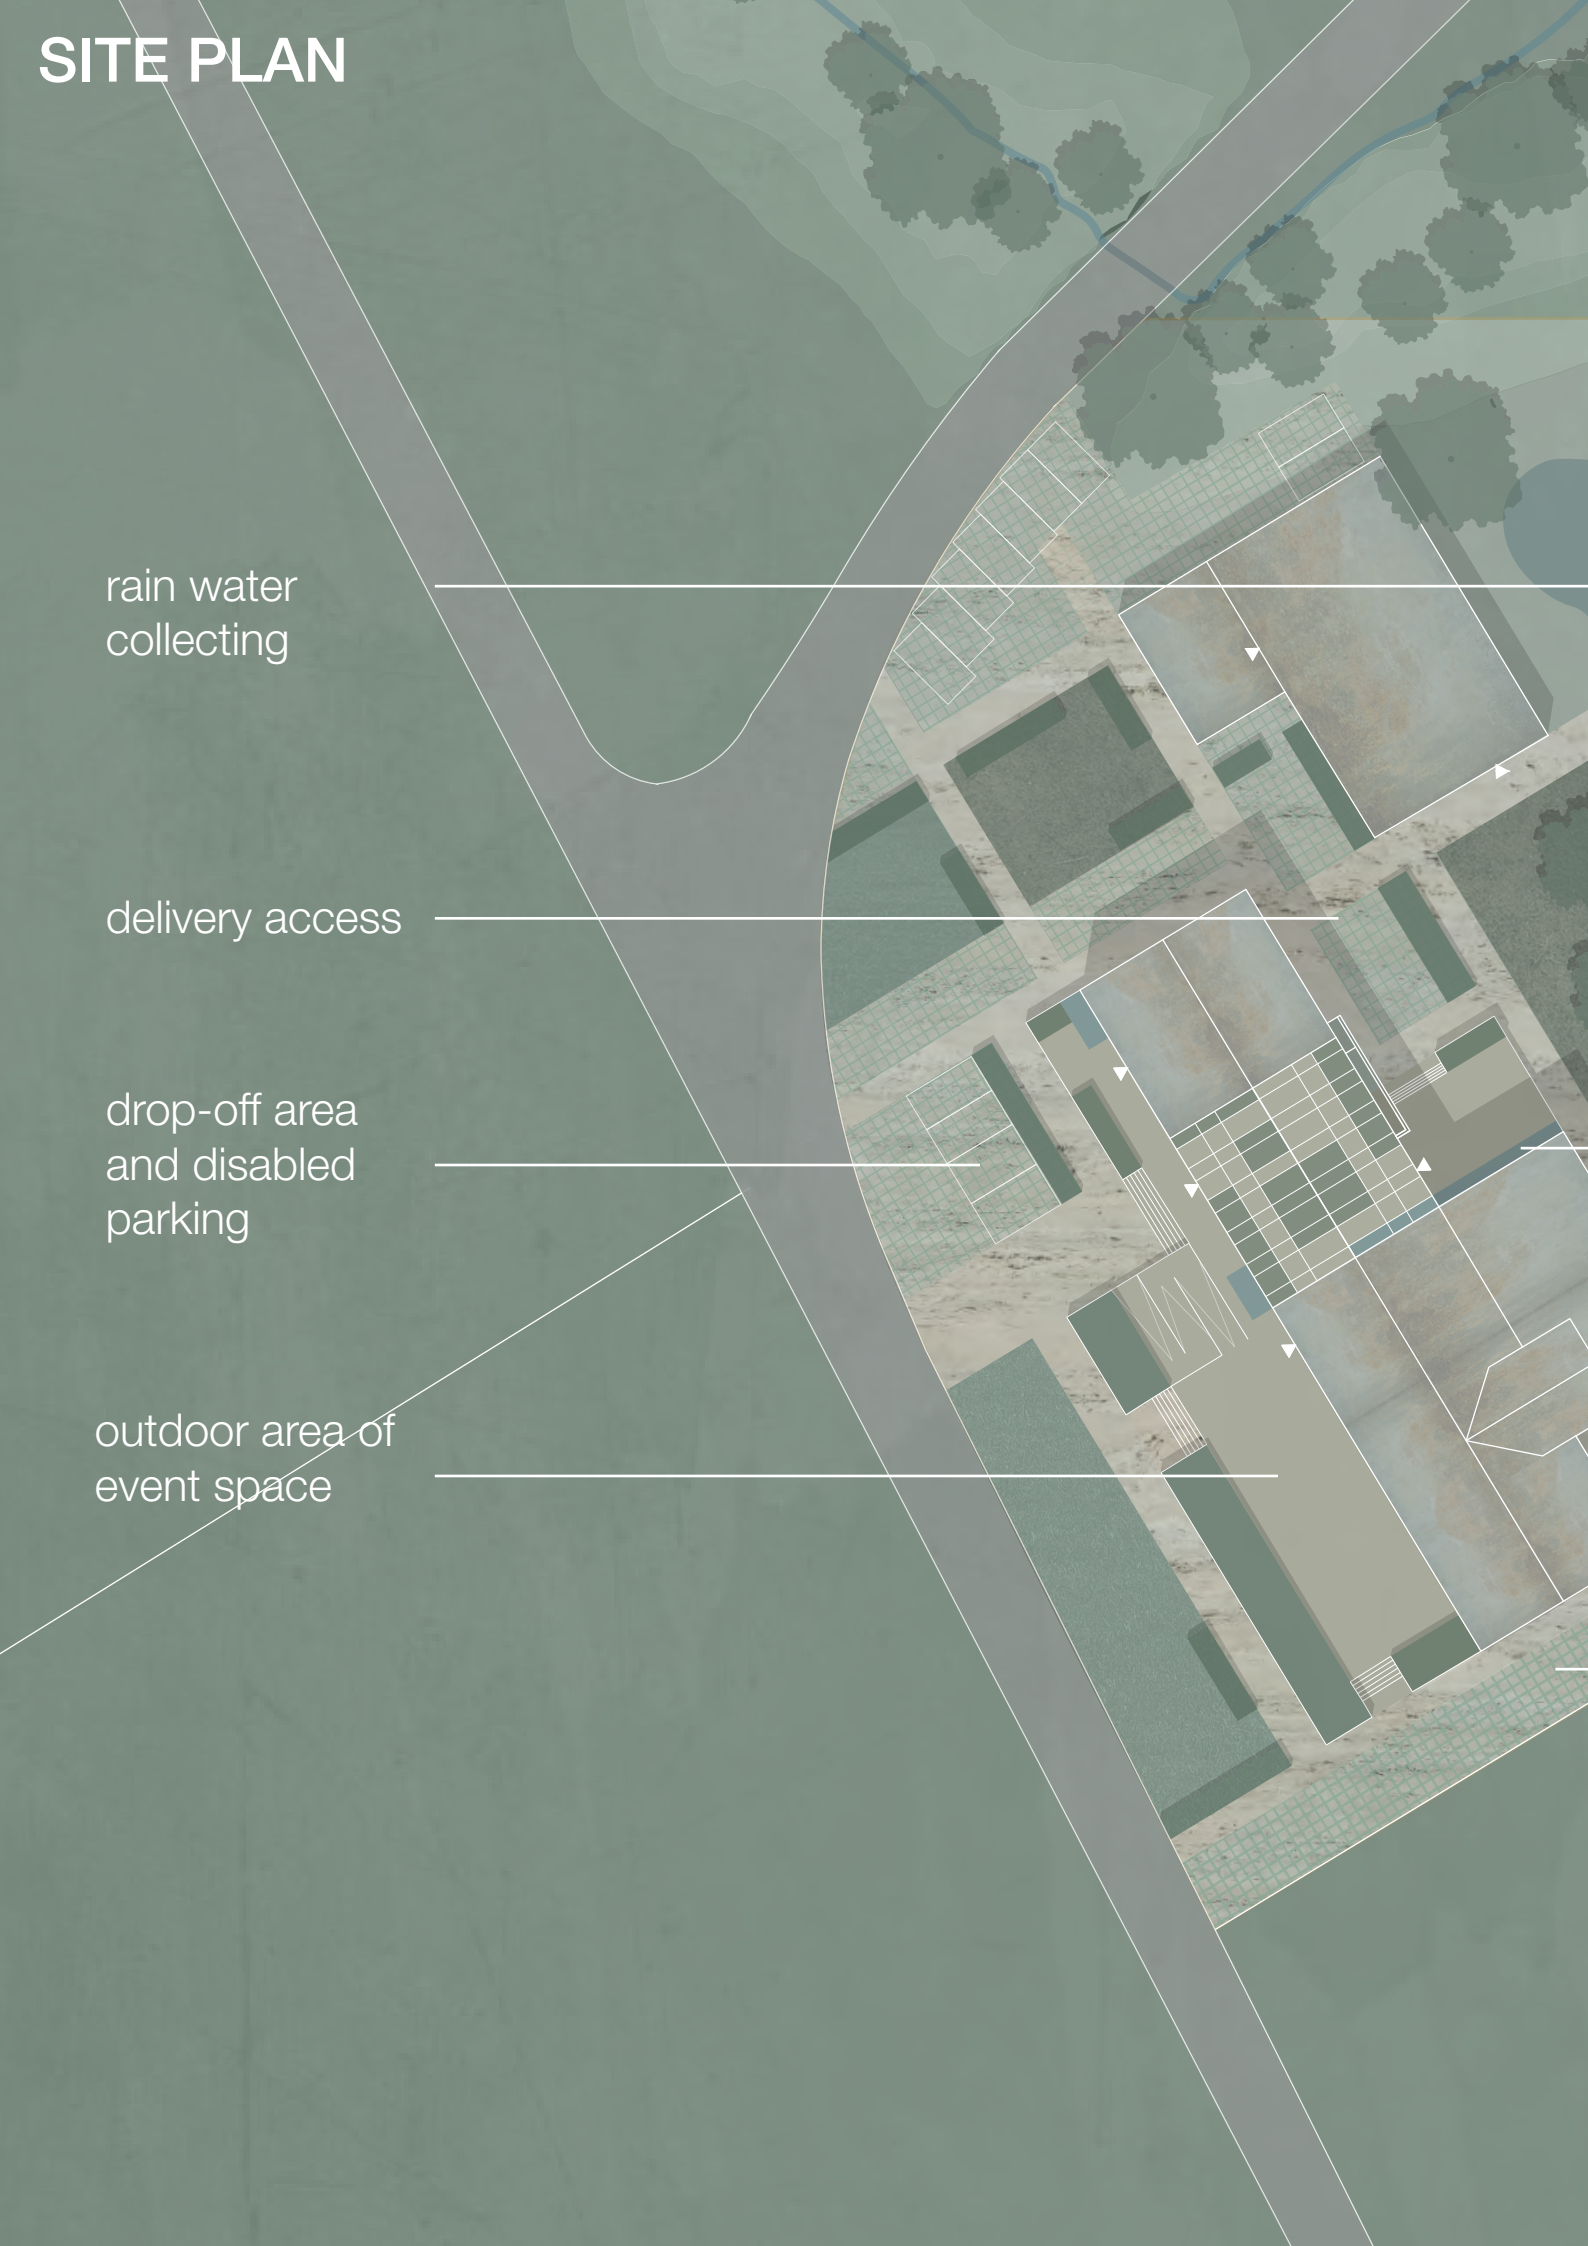 SITE PLAN
rain water
collecting
delivery access
drop-off area
and disabled
parking
outdoor area of
event space